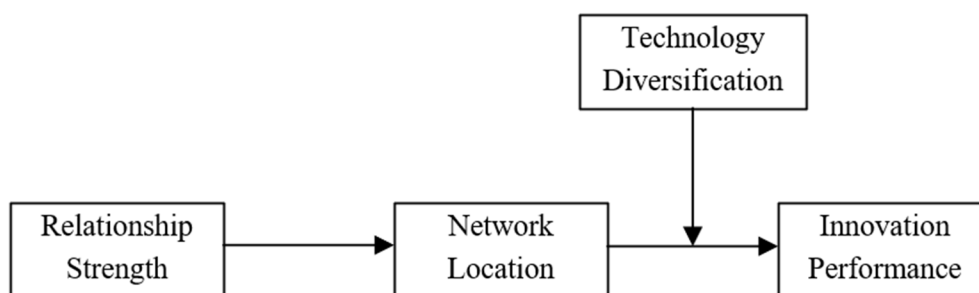 Technology
Diversification
Relationship
Strength
Network
Location
Innovation
Performance